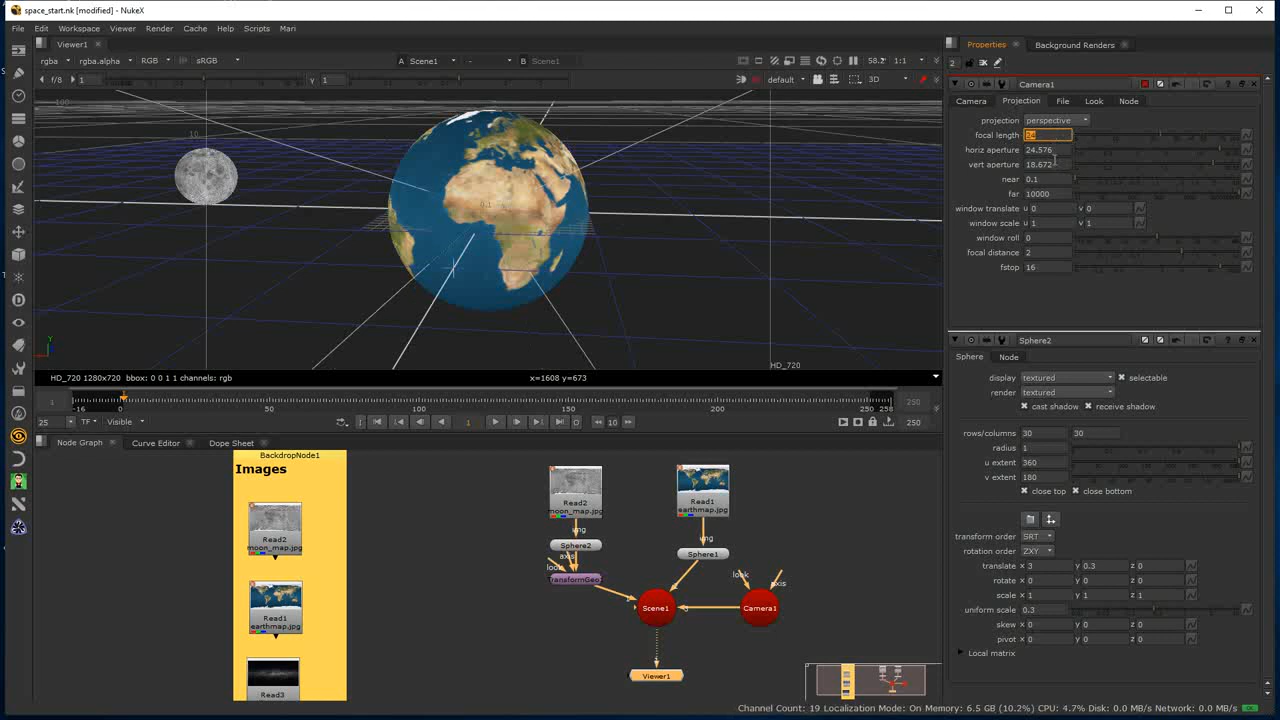 space_start.nk [modified] - NukeX
File Edit Workspace Viewer Render Cache Help Scripts Mari
Viewer1
rgba rgba.alpha RGB sRGB A Scene1 - B Scene1 58.2 1:1
f/8 1 Y 1 default 3D
10
HD_720
HD_720 1280x720 bbox: 0 0 1 1 channels: rgb x=1608 y=673
1 -16 0 50 100 150 200 250 258 250
25 TF Visible 1 10 250
Node Graph Curve Editor Dope Sheet
BackdropNode1
Images
Read2
moon_map.jpg
Read1
earthmap.jpg
Read3
Read2
moon_map.jpg
Read1
earthmap.jpg
img
img
Sphere2
Sphere1
axis
look
TransformGeo1
look
axis
Scene1
Camera1
Viewer1
Properties Background Renders
2
Camera1
Camera Projection File Look Node
projection perspective
focal length 24
horiz aperture 24.576
vert aperture 18.672
near 0.1
far 10000
window translate u 0 v 0
window scale u 1 v 1
window roll 0
focal distance 2
fstop 16
Sphere2
Sphere Node
display textured selectable
render textured
cast shadow receive shadow
rows/columns 30 30
radius 1
u extent 360
v extent 180
close top close bottom
transform order SRT
rotation order ZXY
translate x 3 y 0.3 z 0
rotate x 0 y 0 z 0
scale x 1 y 1 z 1
uniform scale 0.3
skew x 0 y 0 z 0
pivot x 0 y 0 z 0
Local matrix
Channel Count: 19 Localization Mode: On Memory: 6.5 GB (10.2%) CPU: 4.7% Disk: 0.0 MB/s Network: 0.0 MB/s